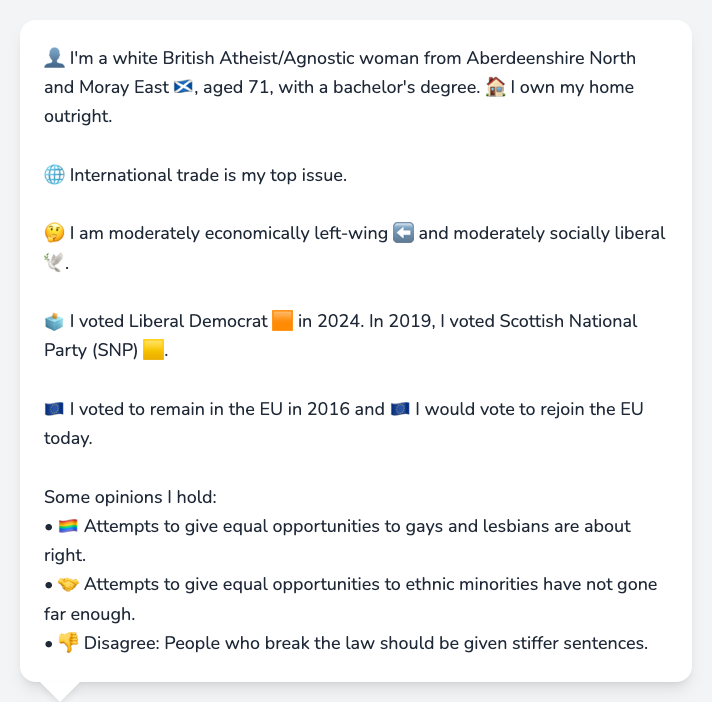 👤 I'm a white British Atheist/Agnostic woman from Aberdeenshire North
and Moray East 🏴󠁧󠁢󠁳󠁣󠁴󠁿, aged 71, with a bachelor's degree. 🏠 I own my home
outright.
🌐 International trade is my top issue.
🤔 I am moderately economically left-wing ⬅️ and moderately socially liberal
🕊️.
🗳️ I voted Liberal Democrat 🟧 in 2024. In 2019, I voted Scottish National
Party (SNP) 🟨.
🇪🇺 I voted to remain in the EU in 2016 and 🇪🇺 I would vote to rejoin the EU
today.
Some opinions I hold:
• 🏳️‍🌈 Attempts to give equal opportunities to gays and lesbians are about
right.
• 🤝 Attempts to give equal opportunities to ethnic minorities have not gone
far enough.
• 👎 Disagree: People who break the law should be given stiffer sentences.